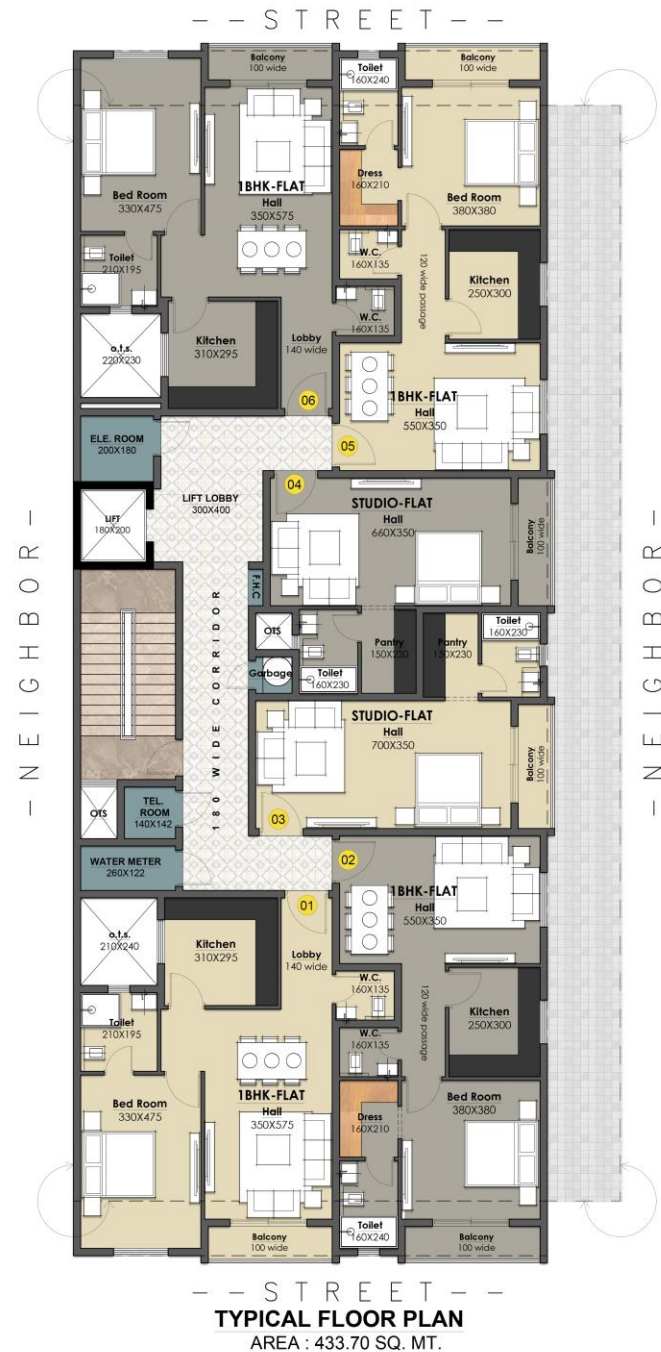 – – S T R E E T – –
Balcony
100 wide
Toilet
160X240
Balcony
100 wide
Bed Room
330X475
1BHK-FLAT
Hall
350X575
Dress
160X210
Bed Room
380X380
Toilet
210X195
W.C.
160X135
120 wide passage
Kitchen
250X300
W.C.
160X135
o.t.s.
220X230
Kitchen
310X295
Lobby
140 wide
1BHK-FLAT
Hall
550X350
06
05
ELE. ROOM
200X180
04
LIFT LOBBY
300X400
LIFT
180X200
STUDIO-FLAT
Hall
660X350
Balcony
100 wide
– N E I G H B O R –
– N E I G H B O R –
F.H.C
OTS
180 WIDE CORRIDOR
Pantry
150X230
Pantry
150X230
Toilet
160X230
Garbage
Toilet
160X230
STUDIO-FLAT
Hall
700X350
Balcony
100 wide
OTS
TEL.
ROOM
140X142
03
02
WATER METER
260X122
1BHK-FLAT
Hall
550X350
01
o.t.s.
210X240
Kitchen
310X295
Lobby
140 wide
W.C.
160X135
120 wide passage
Kitchen
250X300
Toilet
210X195
W.C.
160X135
Bed Room
330X475
1BHK-FLAT
Hall
350X575
Dress
160X210
Bed Room
380X380
Toilet
160X240
Balcony
100 wide
Balcony
100 wide
– – S T R E E T – –
TYPICAL FLOOR PLAN
AREA : 433.70 SQ. MT.